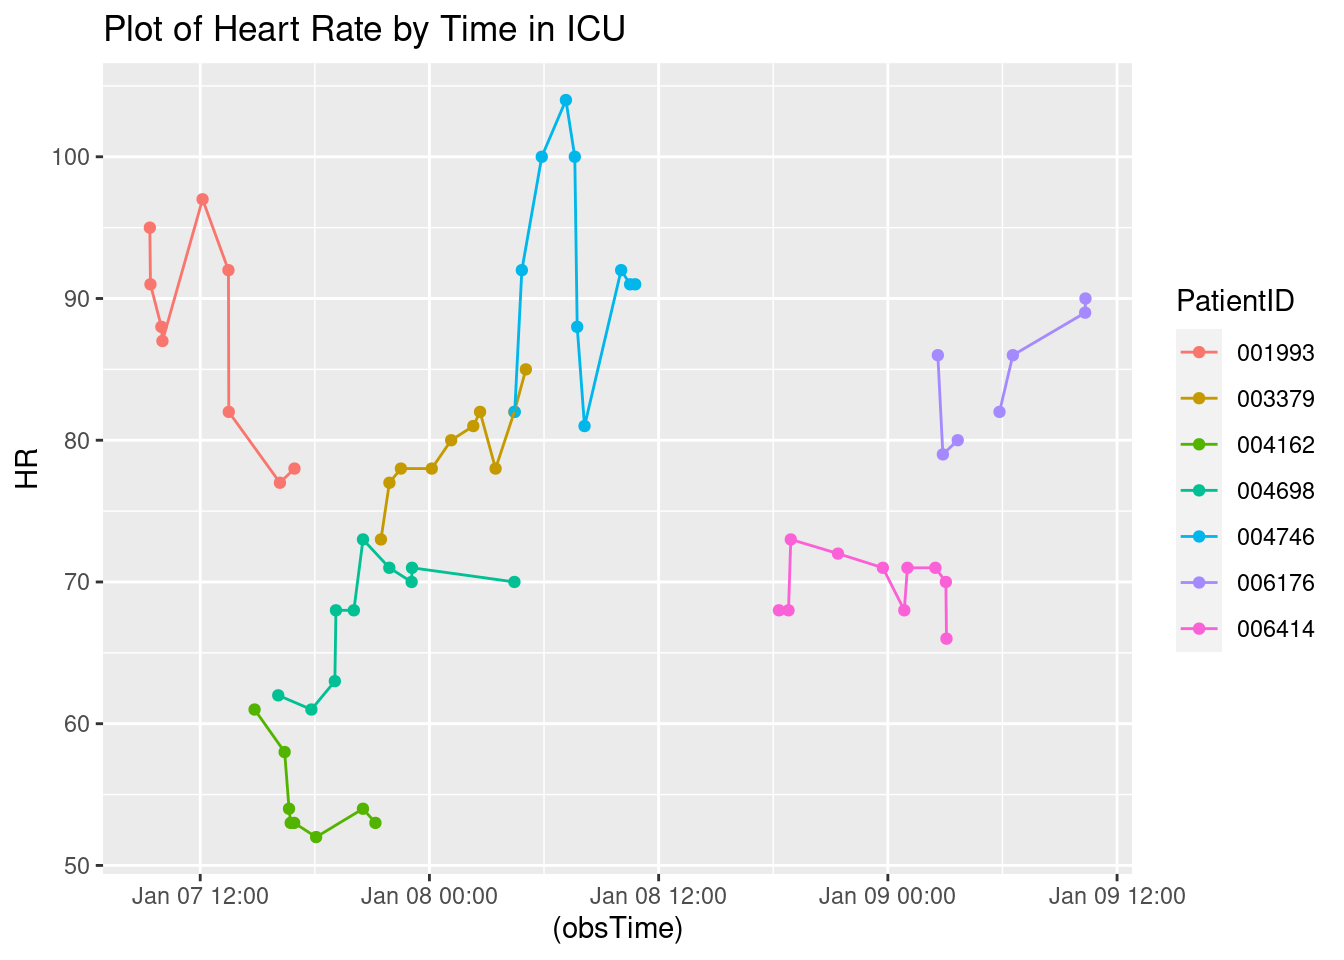 Plot of Heart Rate by Time in ICU
HR
100
90
80
70
60
50
Jan 07 12:00
Jan 08 00:00
Jan 08 12:00
Jan 09 00:00
Jan 09 12:00
(obsTime)
PatientID
001993
003379
004162
004698
004746
006176
006414